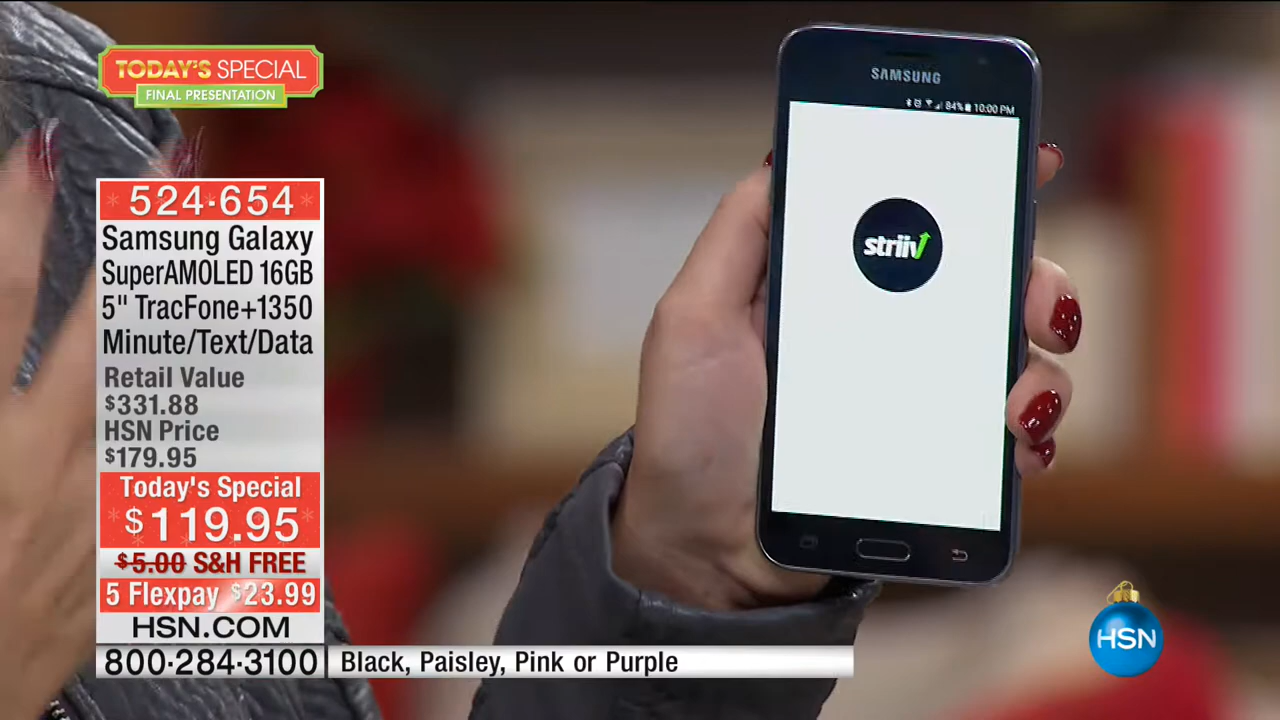 TODAY'S SPECIAL
FINAL PRESENTATION
524·654
Samsung Galaxy
SuperAMOLED 16GB
5" TracFone+1350
Minute/Text/Data
Retail Value
$331.88
HSN Price
$179.95
Today's Special
$119.95
$5.00 S&H FREE
5 Flexpay $23.99
HSN.COM
800·284·3100
Black, Paisley, Pink or Purple
SAMSUNG
84% 10:00 PM
striiv
HSN